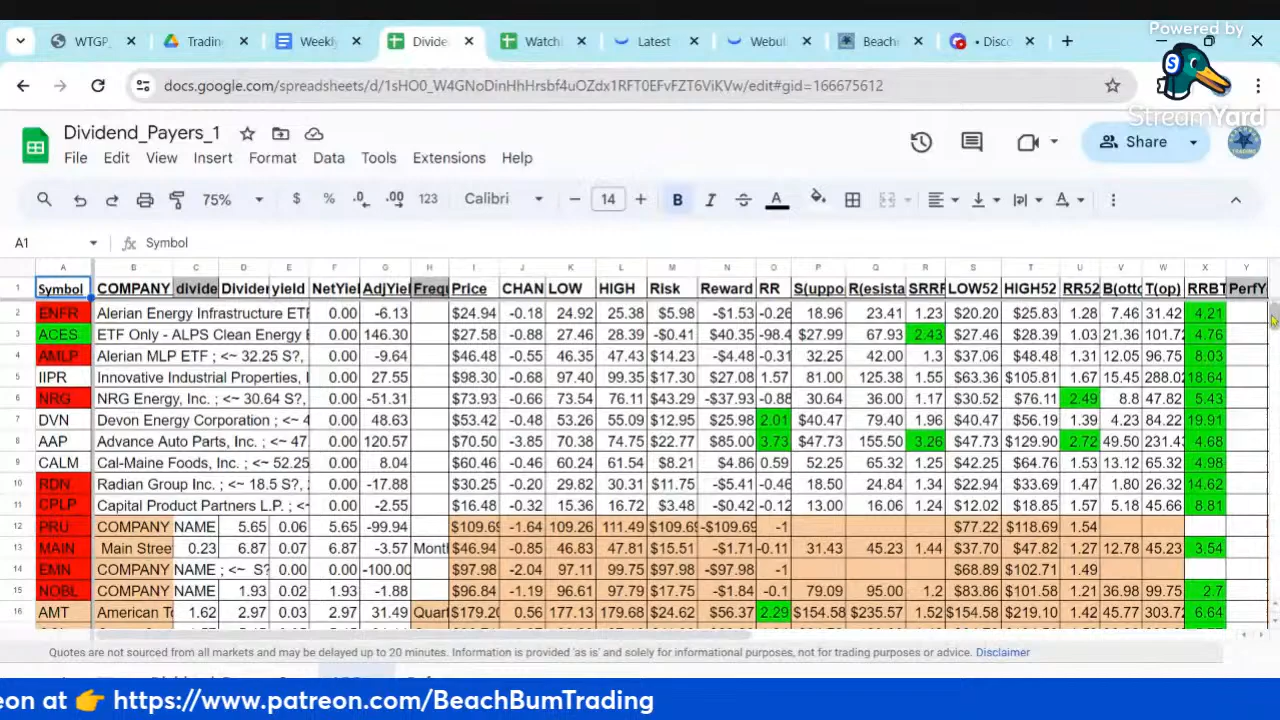 Powered by
StreamYard
WTGP_ Trading Weekly Divide Watchl Latest Webull Beach • Disco
docs.google.com/spreadsheets/d/1sHO0_W4GNoDinHhHrsbf4uOZdx1RFT0EFvFZT6ViKVw/edit#gid=166675612
Dividend_Payers_1
File Edit View Insert Format Data Tools Extensions Help
Share
75% $ % .0 .00 123 Calibri 14 B I A
A1 fx Symbol
A B C D E F G H I J K L M N O P Q R S T U V W X Y
1 Symbol COMPANY divide Divider yield NetYiel AdjYiel Frequ Price CHAN LOW HIGH Risk Reward RR S(uppo R(esista SRRF LOW52 HIGH52 RR52 B(otto T(op) RRBT PerfY
2 ENFR Alerian Energy Infrastructure ETF 0.00 -6.13 $24.94 -0.18 24.92 25.38 $5.98 -$1.53 -0.26 18.96 23.41 1.23 $20.20 $25.83 1.28 7.46 31.42 4.21
3 ACES ETF Only - ALPS Clean Energy E 0.00 146.30 $27.58 -0.88 27.46 28.39 -$0.41 $40.35 -98.4 $27.99 67.93 2.43 $27.46 $28.39 1.03 21.36 101.72 4.76
4 AMLP Alerian MLP ETF ; <~ 32.25 S?, 0.00 -9.64 $46.48 -0.55 46.35 47.43 $14.23 -$4.48 -0.31 32.25 42.00 1.3 $37.08 $48.48 1.31 12.05 96.75 8.03
5 IIPR Innovative Industrial Properties, I 0.00 27.55 $98.30 -0.68 97.40 99.35 $17.30 $27.08 1.57 81.00 125.38 1.55 $63.36 $105.81 1.67 15.45 288.02 18.64
6 NRG NRG Energy, Inc. ; <~ 30.64 S?, 0.00 -51.31 $73.93 -0.66 73.54 76.11 $43.29 -$37.93 -0.88 30.64 36.00 1.17 $30.64 $76.11 2.49 8.8 47.82 5.43
7 DVN Devon Energy Corporation ; <~ 4 0.00 48.63 $53.42 -0.48 53.26 55.09 $12.95 $25.98 2.01 $40.47 79.40 1.96 $40.47 $56.19 1.39 4.23 84.22 19.91
8 AAP Advance Auto Parts, Inc. ; <~ 47 0.00 120.57 $70.50 -3.85 70.38 74.75 $22.77 $85.00 3.73 $47.73 155.50 3.26 $47.73 $129.90 2.72 49.50 231.4 4.68
9 CALM Cal-Maine Foods, Inc. ; <~ 52.25 0.00 8.04 $60.46 -0.46 60.24 61.54 $8.21 $4.86 0.59 52.25 65.32 1.25 $42.25 $64.76 1.53 13.12 65.32 4.98
10 RDN Radian Group Inc. ; <~ 18.5 S?, 0.00 -17.88 $30.25 -0.20 29.82 30.31 $11.75 -$5.41 -0.46 18.50 24.84 1.34 $22.94 $33.69 1.47 1.80 26.32 14.62
11 CPLP Capital Product Partners L.P. ; <~ 0.00 -2.55 $16.48 -0.32 15.36 16.72 $3.48 -$0.42 -0.12 13.00 16.06 1.24 $12.02 $18.85 1.57 5.18 45.66 8.81
12 PRU COMPANY NAME 5.65 0.06 5.65 -99.94 $109.69 -1.64 109.26 111.49 $109.69 -$109.69 -1 $77.22 $118.69 1.54
13 MAIN Main Stree 0.23 6.87 0.07 6.87 -3.57 Month $46.94 -0.85 46.83 47.81 $15.51 -$1.71 -0.11 31.43 45.23 1.44 $37.70 $47.82 1.27 12.78 45.23 3.54
14 EMN COMPANY NAME ; <~ S? 0.00 0.00 -100.00 $97.98 -2.04 97.11 99.75 $97.98 -$97.98 -1 $68.89 $102.71 1.49
15 NOBL COMPANY NAME 1.93 0.02 1.93 -1.88 $96.84 -1.19 96.61 97.79 $17.75 -$1.84 -0.1 79.09 95.00 1.2 $83.86 $101.58 1.21 36.98 99.75 2.7
16 AMT American To 1.62 2.97 0.03 2.97 31.49 Quart $179.20 0.56 177.13 179.68 $24.62 $56.37 2.29 $154.58 $235.57 1.52 $154.58 $219.10 1.42 45.77 303.72 6.64
Quotes are not sourced from all markets and may be delayed up to 20 minutes. Information is provided 'as is' and solely for informational purposes, not for trading purposes or advice. Disclaimer
eon at 👉 https://www.patreon.com/BeachBumTrading